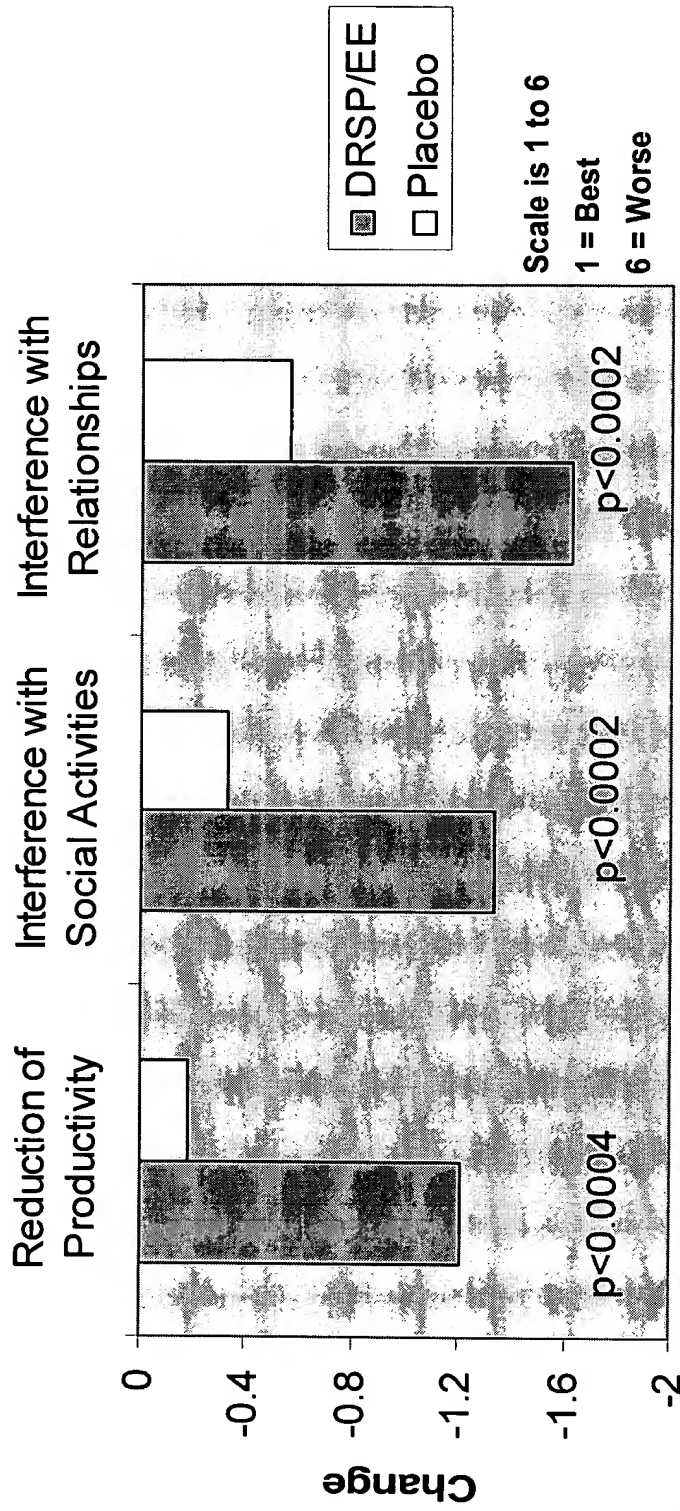 Reduction of
Productivity
Interference with
Social Activities
Interference with
Relationships
0
-0.4
-0.8
-1.2
-1.6
-2
Change
p<0.0004
p<0.0002
p<0.0002
DRSP/EE
Placebo
Scale is 1 to 6
1 = Best
6 = Worse